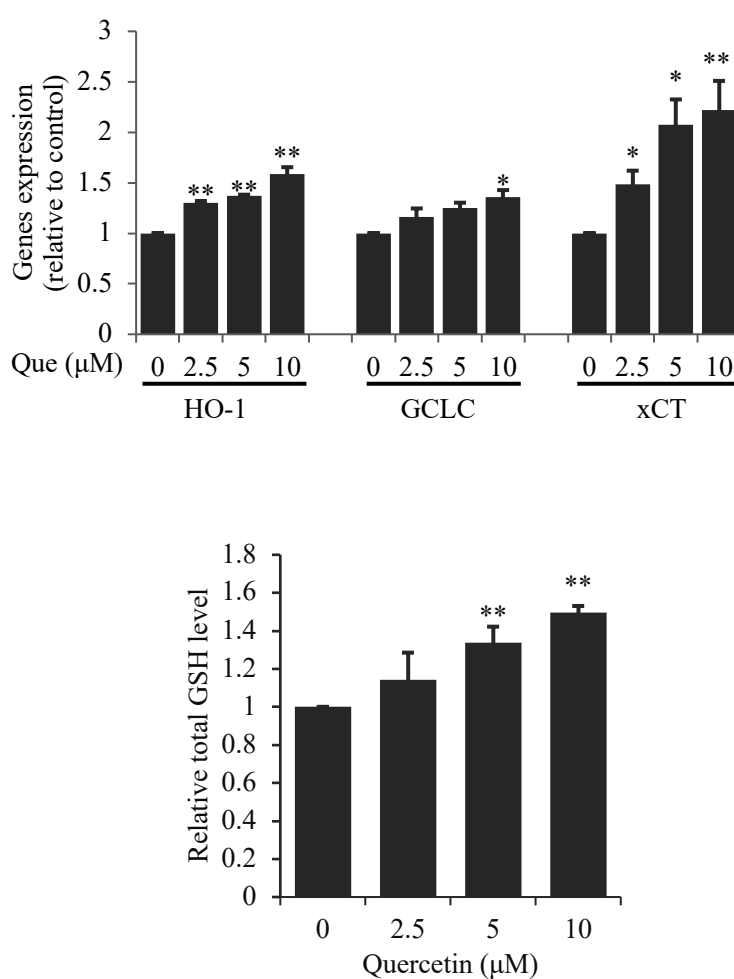 Genes expression
(relative to control)
3
2.5
2
1.5
1
0.5
0
** ** **
*
* * **
Que (μM) 0 2.5 5 10 0 2.5 5 10 0 2.5 5 10
HO-1 GCLC xCT
Relative total GSH level
1.8
1.6
1.4
1.2
1
0.8
0.6
0.4
0.2
0
** **
0 2.5 5 10
Quercetin (μM)